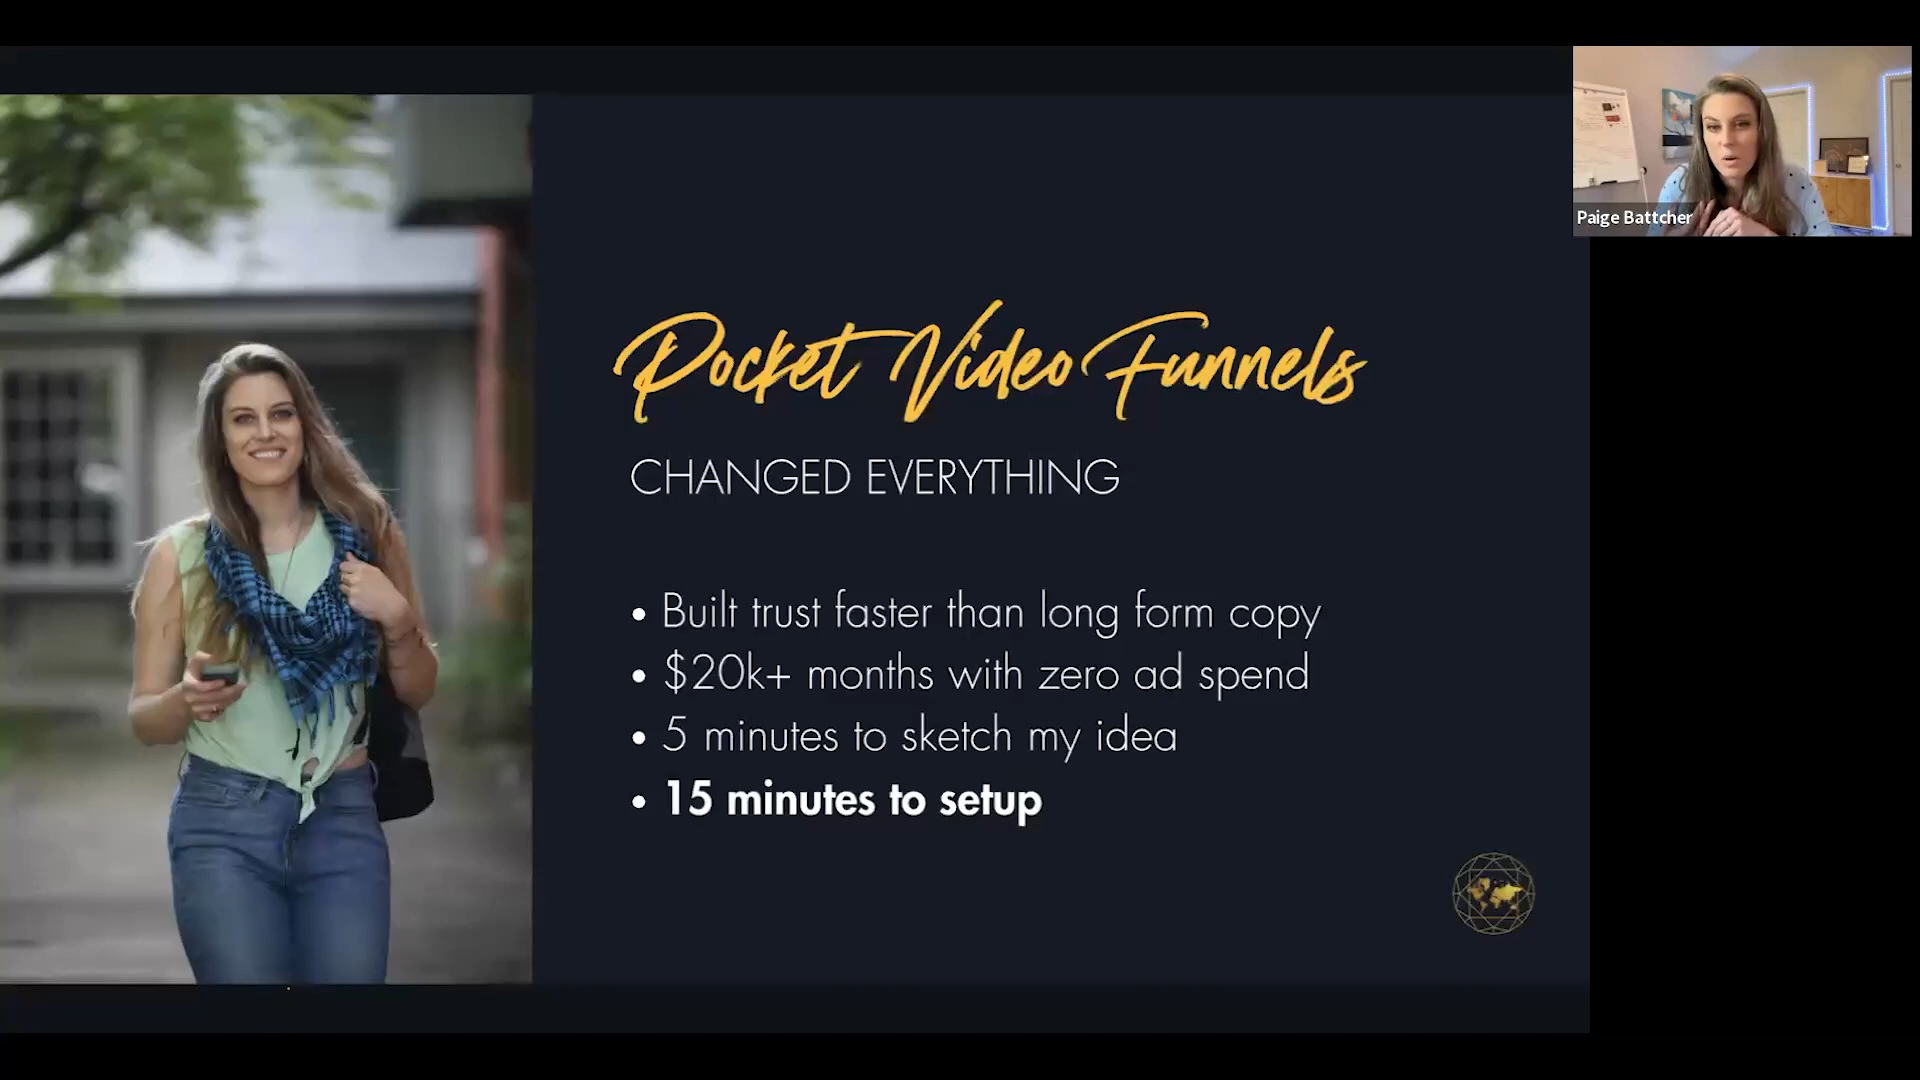 Paige Battcher
Pocket Video Funnels
CHANGED EVERYTHING
• Built trust faster than long form copy
• $20k+ months with zero ad spend
• 5 minutes to sketch my idea
• 15 minutes to setup